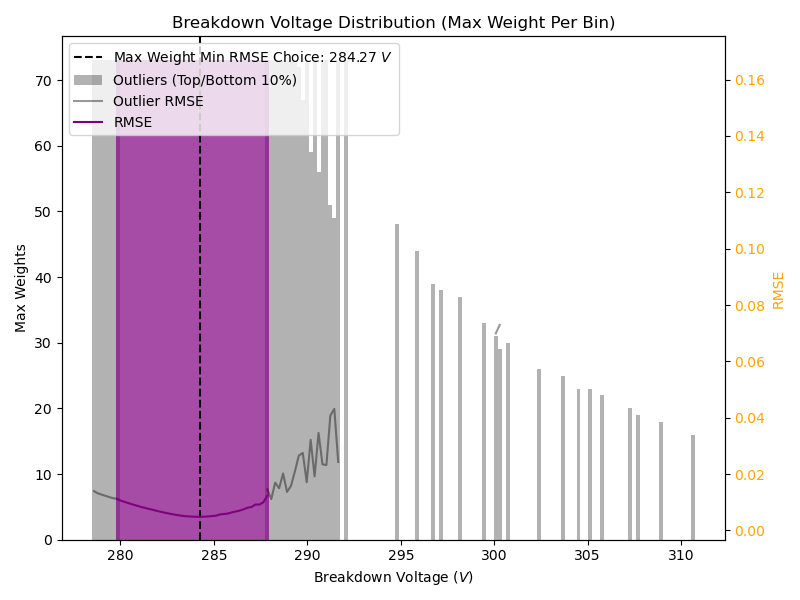 Breakdown Voltage Distribution (Max Weight Per Bin)
Max Weight Min RMSE Choice: 284.27 V
Outliers (Top/Bottom 10%)
Outlier RMSE
RMSE
Max Weights
70
60
50
40
30
20
10
0
0.16
0.14
0.12
0.10
0.08
0.06
0.04
0.02
0.00
RMSE
280 285 290 295 300 305 310
Breakdown Voltage (V)